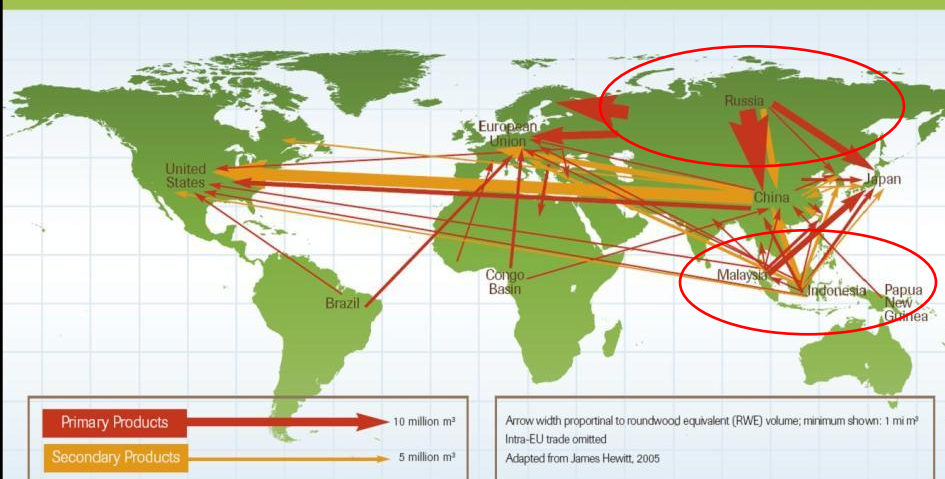 Russia
European
Union
United
States
Japan
China
Malaysia
Indonesia
Papua
New
Guinea
Congo
Basin
Brazil
Primary Products
10 million m³
Secondary Products
5 million m³
Arrow width proportinal to roundwood equivalent (RWE) volume; minimum shown: 1 mi m³
Intra-EU trade omitted
Adapted from James Hewitt, 2005